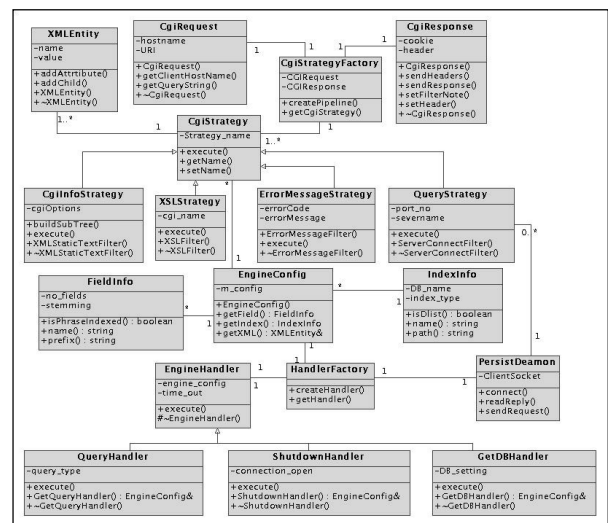 XMLEntity
-name
-value
+addAttrtibute()
+addChild()
+XMLEntity()
+~XMLEntity()
CgiRequest
-hostname
-URI
+CgiRequest()
+getClientHostName()
+getQueryString()
+~CgiRequest()
CgiStrategyFactory
-CGIRequest
-CGIResponse
+createPipeline()
+getCgiStrategy()
CgiResponse
-cookie
-header
+CgiResponse()
+sendHeaders()
+sendResponse()
+setFilterNote()
+setHeader()
+~CgiResponse()
1
1
1
1
1..*
1
1
1..*
CgiStrategy
-Strategy_name
+execute()
+getName()
+setName()
*
CgiInfoStrategy
-cgiOptions
+buildSubTree()
+execute()
+XMLStaticTextFilter()
+~XMLStaticTextFilter()
XSLStrategy
-cgi_name
+execute()
+XSLFilter()
+~XSLFilter()
ErrorMessageStrategy
-errorCode
-errorMessage
+ErrorMessageFilter()
+execute()
+~ErrorMessageFilter()
QueryStrategy
-port_no
-severname
+execute()
+ServerConnectFilter()
+~ServerConnectFilter()
0..*
1
FieldInfo
-no_fields
-stemming
+isPhraseIndexed() : boolean
+name() : string
+prefix() : string
*
1
EngineConfig
-m_config
+EngineConfig()
+getField() : FieldInfo
+getIndex() : IndexInfo
+getXML() : XMLEntity&
*
1
IndexInfo
-DB_name
-index_type
+isDlist() : boolean
+name() : string
+path() : string
1
1
1
EngineHandler
-engine_config
-time_out
+execute()
#~EngineHandler()
1
1
HandlerFactory
+createHandler()
+getHandler()
1
1
PersistDeamon
-ClientSocket
+connect()
+readReply()
+sendRequest()
QueryHandler
-query_type
+execute()
+GetQueryHandler() : EngineConfig&
+~GetQueryHandler()
ShutdownHandler
-connection_open
+execute()
+ShutdownHandler() : EngineConfig&
+~ShutdownHandler()
GetDBHandler
-DB_setting
+execute()
+GetDBHandler() : EngineConfig&
+~GetDBHandler()